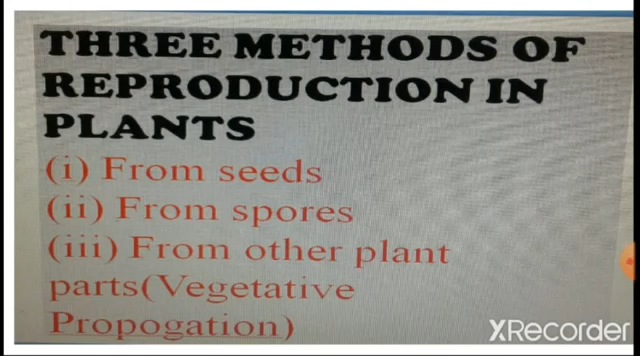 THREE METHODS OF
REPRODUCTION IN
PLANTS
(i) From seeds
(ii) From spores
(iii) From other plant
parts(Vegetative
Propogation)
XRecorder